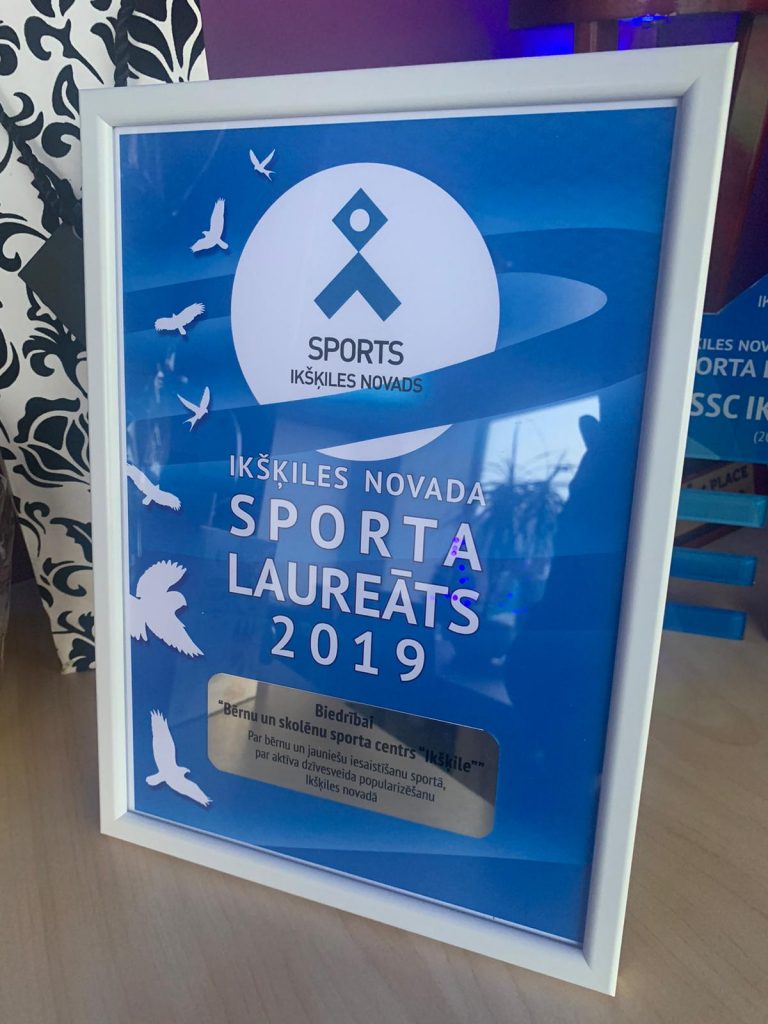 SPORTS
IKŠĶILES NOVADS
IKŠĶILES NOVADA
SPORTA
LAUREĀTS
2019
Biedrībai
"Bērnu un skolēnu sporta centrs "Ikšķile""
Par bērnu un jauniešu iesaistīšanu sportā,
par aktīva dzīvesveida popularizēšanu
Ikšķiles novadā
PLACE